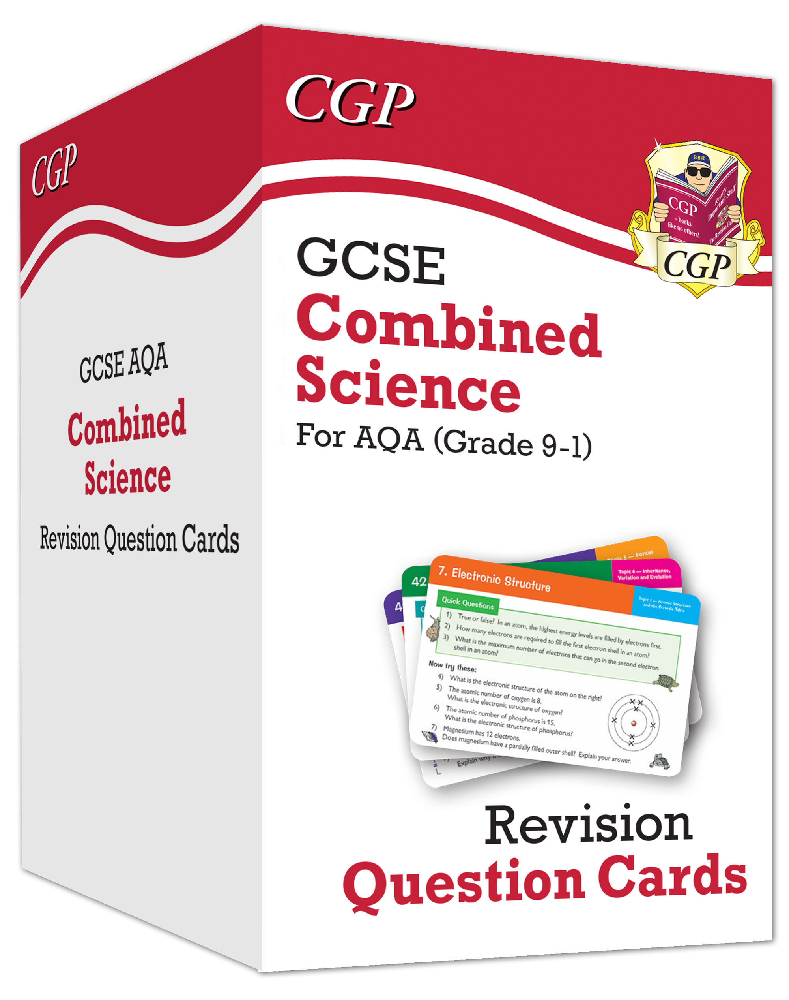 CGP
GCSE AQA
Combined
Science
Revision Question Cards
CGP
CGP
– books
like no others!
Really
Important Stuff
The Revision
CGP
GCSE
Combined
Science
For AQA (Grade 9-1)
Topic 5 — Forces
42
Topic 6 — Inheritance,
Variation and Evolution
4
7. Electronic Structure
Topic 1 — Atomic Structure
and the Periodic Table
Quick Questions
1) True or false? In an atom, the highest energy levels are filled by electrons first.
2) How many electrons are required to fill the first electron shell in an atom?
3) What is the maximum number of electrons that can go in the second electron
shell in an atom?
Now try these:
4) What is the electronic structure of the atom on the right?
5) The atomic number of oxygen is 8.
What is the electronic structure of oxygen?
6) The atomic number of phosphorus is 15.
What is the electronic structure of phosphorus?
7) Magnesium has 12 electrons.
Does magnesium have a partially filled outer shell? Explain your answer.
Explain why
Revision
Question Cards